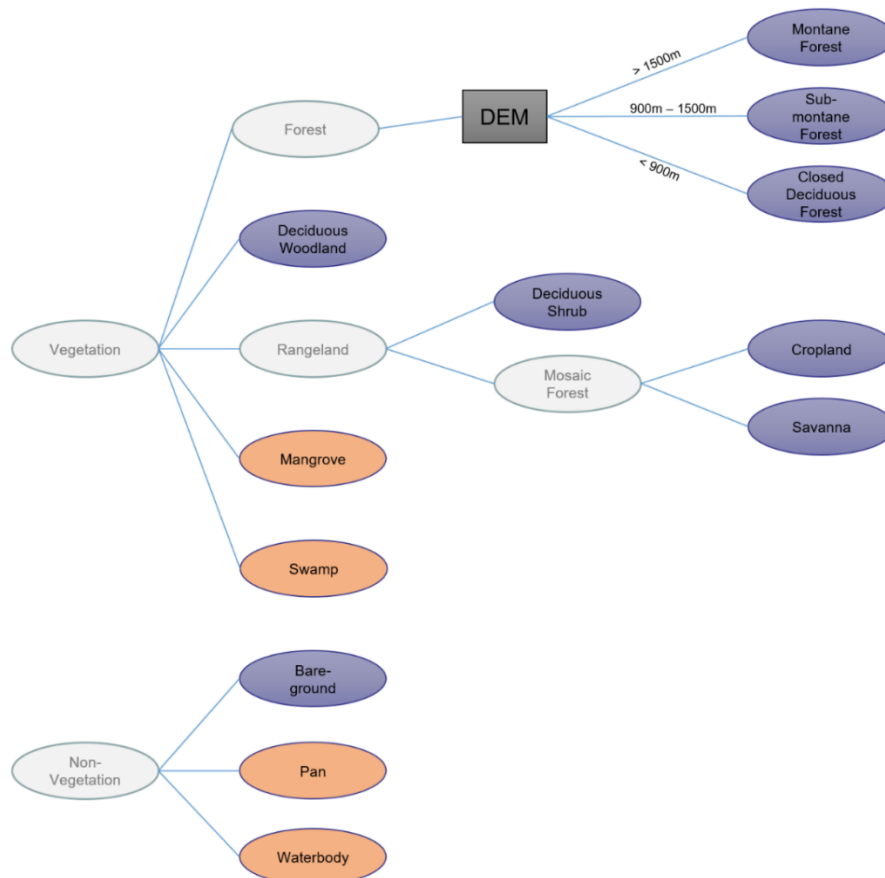 Montane
Forest
> 1500m
Forest
DEM
900m – 1500m
Sub-
montane
Forest
< 900m
Closed
Deciduous
Forest
Deciduous
Woodland
Deciduous
Shrub
Vegetation
Rangeland
Mosaic
Forest
Cropland
Savanna
Mangrove
Swamp
Bare-
ground
Non-
Vegetation
Pan
Waterbody